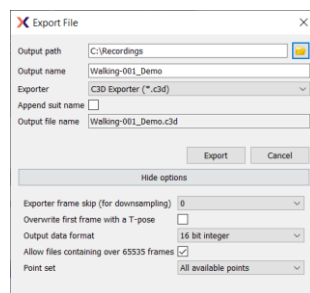 Export File
Output path C:\Recordings
Output name Walking-001_Demo
Exporter C3D Exporter (*.c3d)
Append suit name
Output file name Walking-001_Demo.c3d
Export Cancel
Hide options
Exporter frame skip (for downsampling) 0
Overwrite first frame with a T-pose
Output data format 16 bit integer
Allow files containing over 65535 frames
Point set All available points